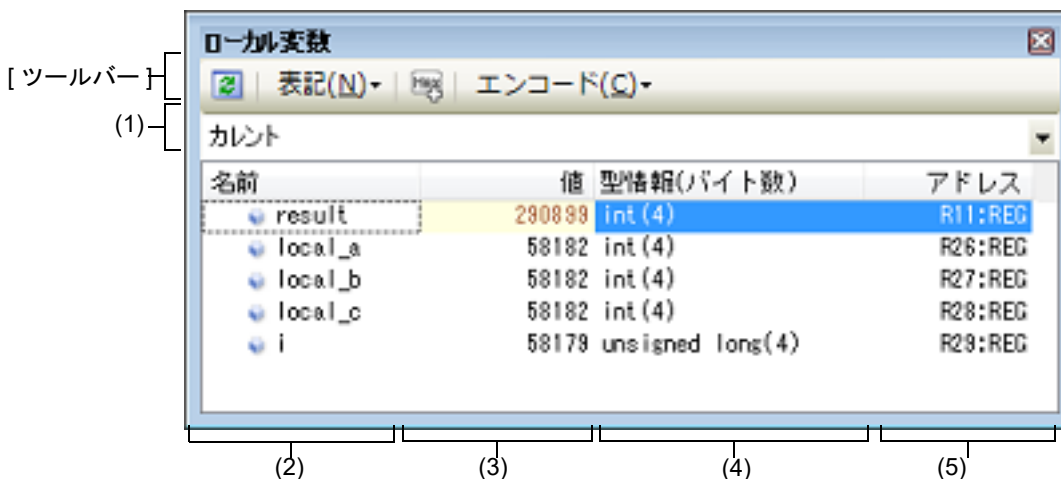 ローカル変数
[ ツールバー ]
表記(N) Hex エンコード(C)
(1)
カレント
名前 値 型情報(バイト数) アドレス
result 290899 int(4) R11:REG
local_a 58182 int(4) R26:REG
local_b 58182 int(4) R27:REG
local_c 58182 int(4) R28:REG
i 58179 unsigned long(4) R29:REG
(2) (3) (4) (5)